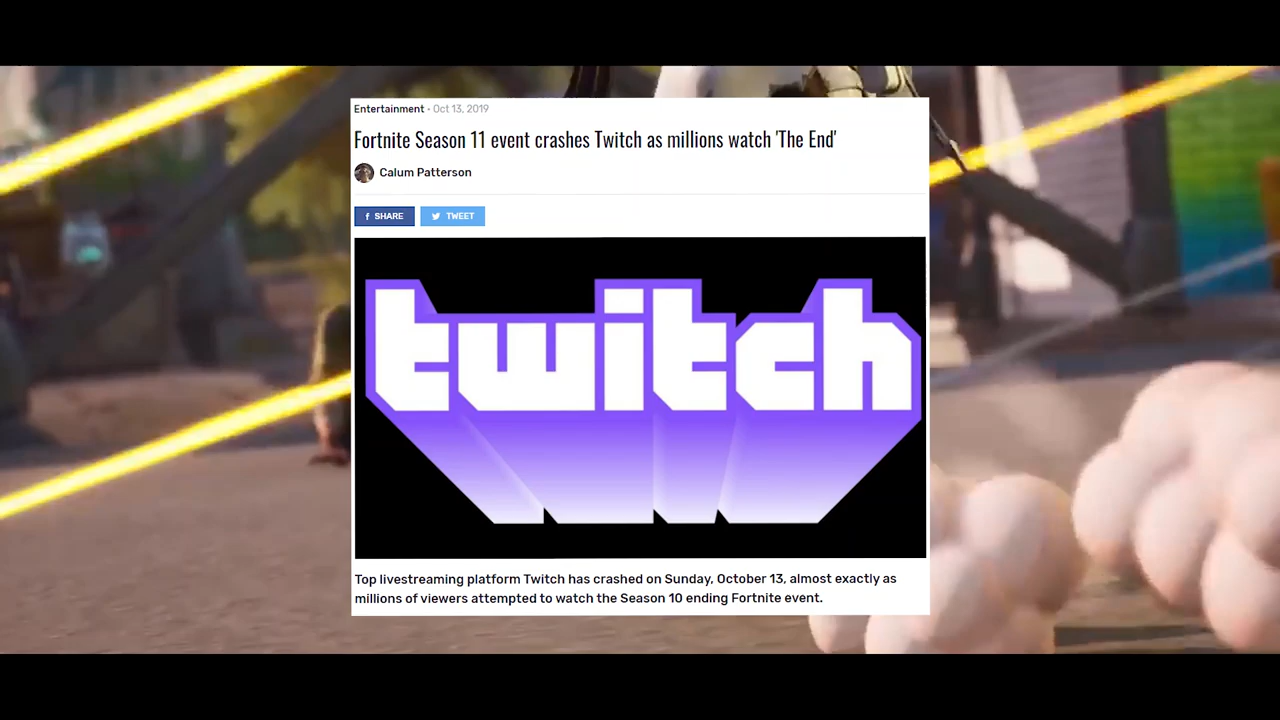 Entertainment • Oct 13, 2019
Fortnite Season 11 event crashes Twitch as millions watch 'The End'
Calum Patterson
f SHARE TWEET
twitch
Top livestreaming platform Twitch has crashed on Sunday, October 13, almost exactly as
millions of viewers attempted to watch the Season 10 ending Fortnite event.